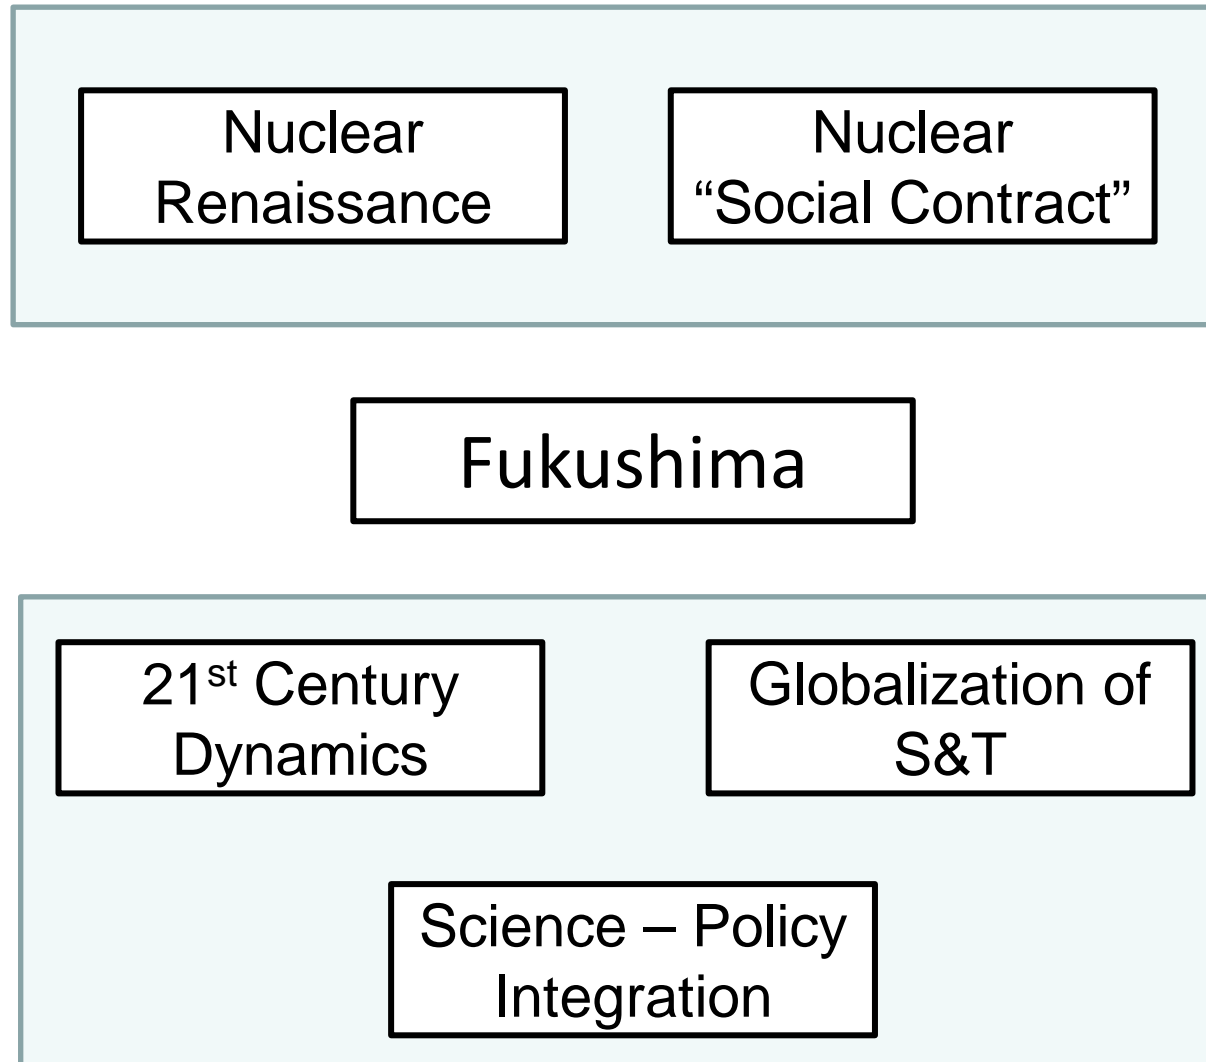 Nuclear
Renaissance
Nuclear
“Social Contract”
Fukushima
21st Century
Dynamics
Globalization of
S&T
Science – Policy
Integration